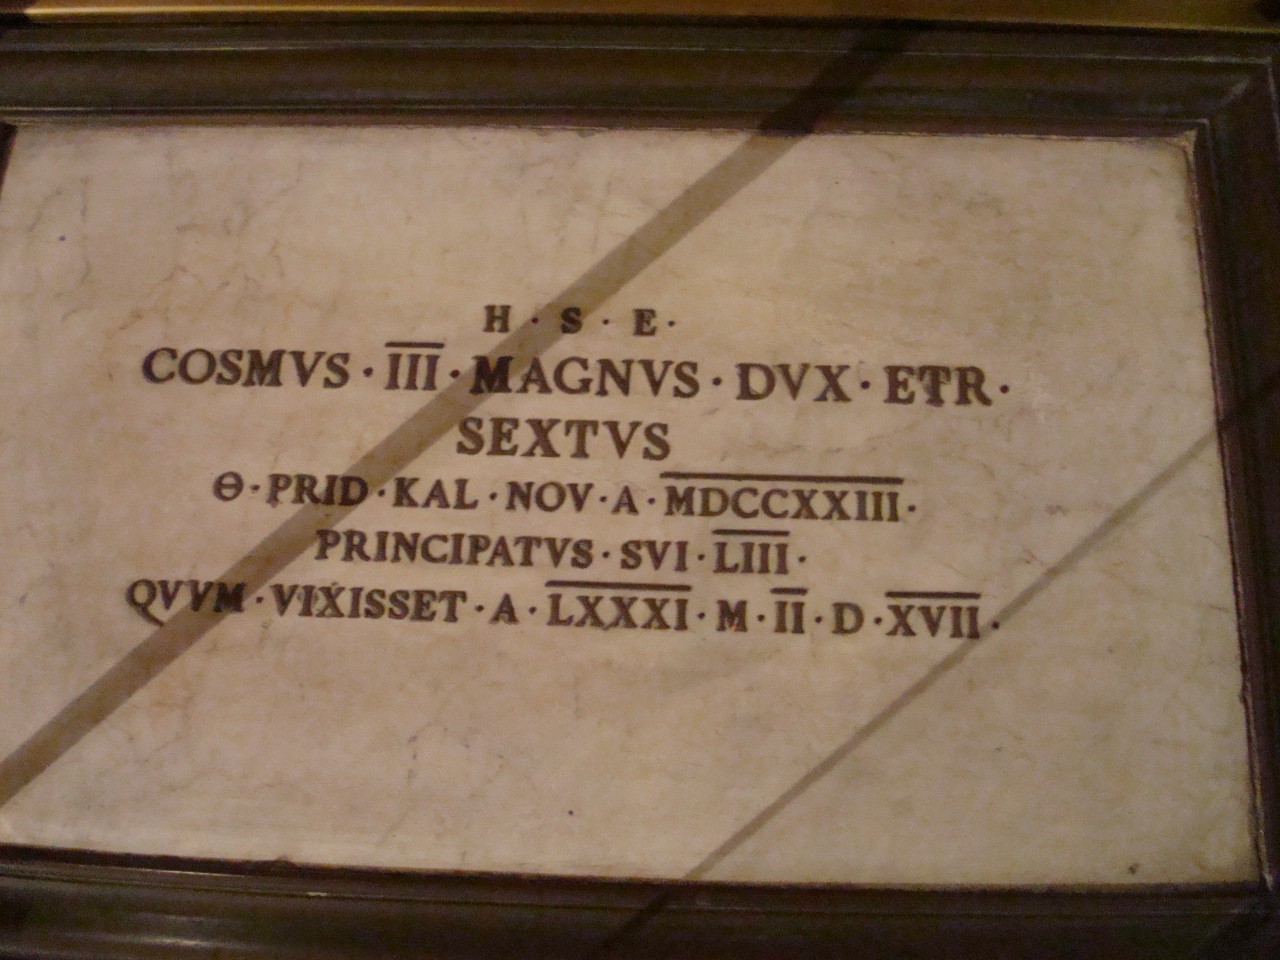 H · S · E ·
COSMVS · III · MAGNVS · DVX · ETR ·
SEXTVS
Θ · PRID · KAL · NOV · A · MDCCXXIII ·
PRINCIPATVS · SVI · LIII ·
QVVM · VIXISSET · A · LXXXI · M · II · D · XVII ·